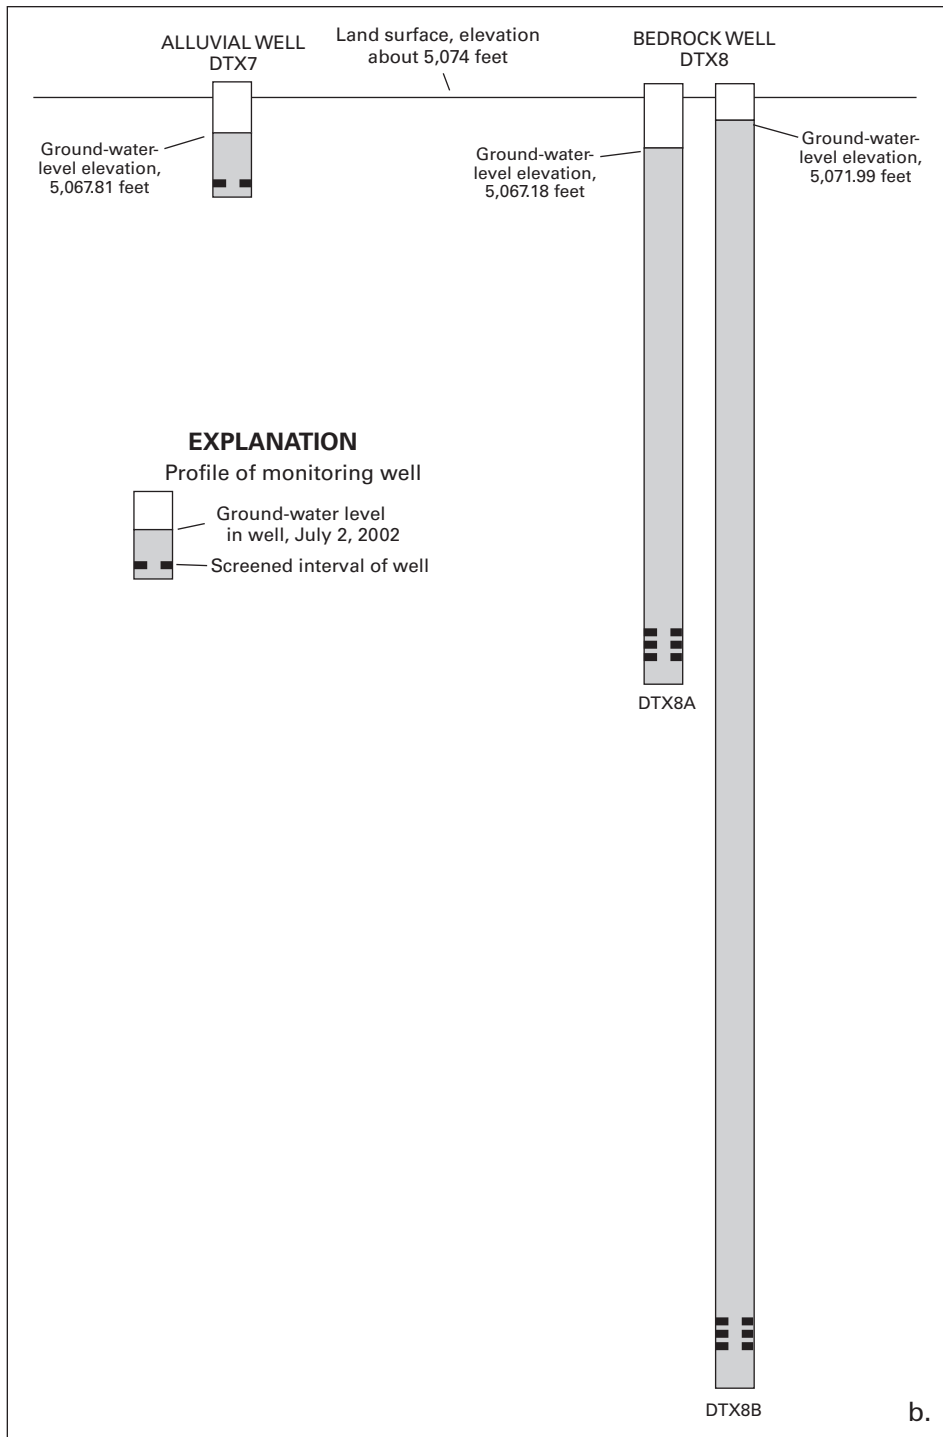 ALLUVIAL WELL
DTX7
Land surface, elevation
about 5,074 feet
BEDROCK WELL
DTX8
Ground-water-
level elevation,
5,067.81 feet
Ground-water-
level elevation,
5,067.18 feet
Ground-water-
level elevation,
5,071.99 feet
EXPLANATION
Profile of monitoring well
Ground-water level
in well, July 2, 2002
Screened interval of well
DTX8A
DTX8B
b.